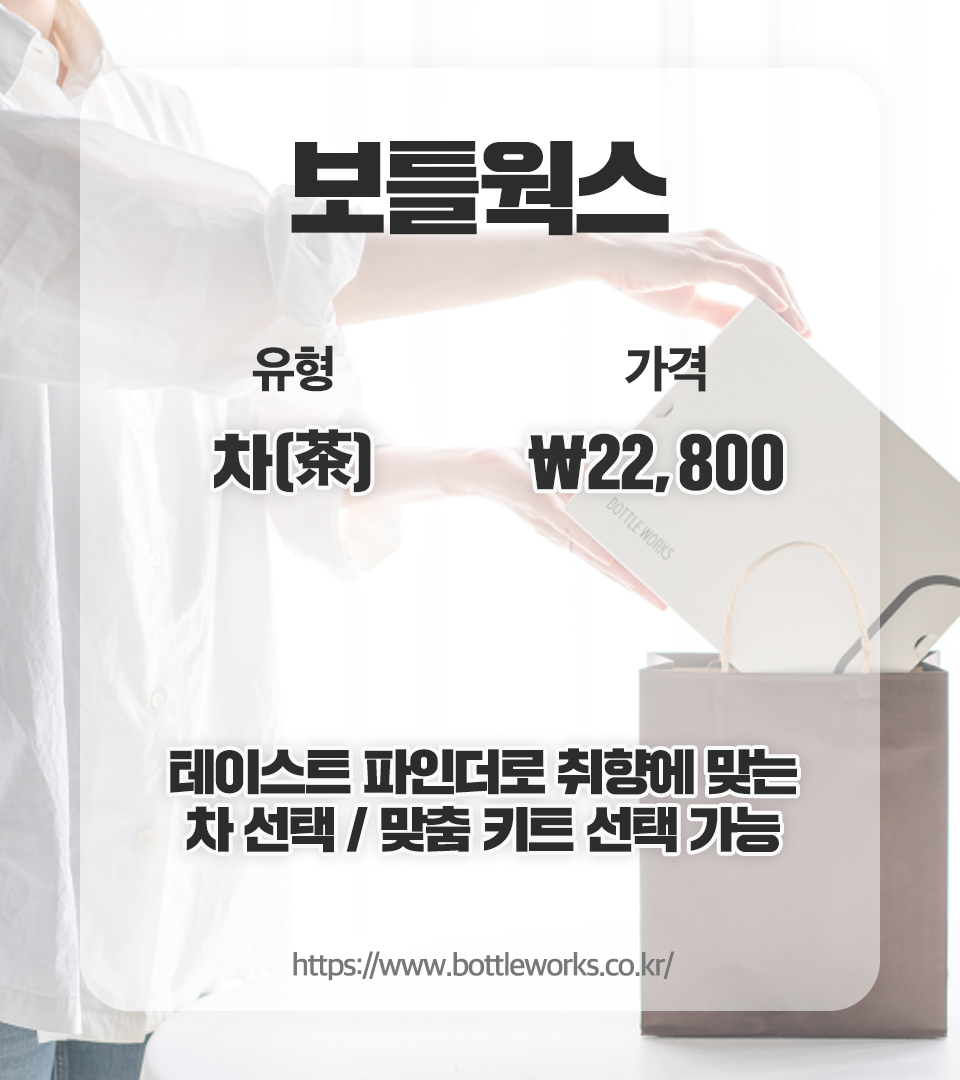 보틀웍스
유형
가격
차(茶)
₩22,800
BOTTLE WORKS
테이스트 파인더로 취향에 맞는
차 선택 / 맞춤 키트 선택 가능
https://www.bottleworks.co.kr/